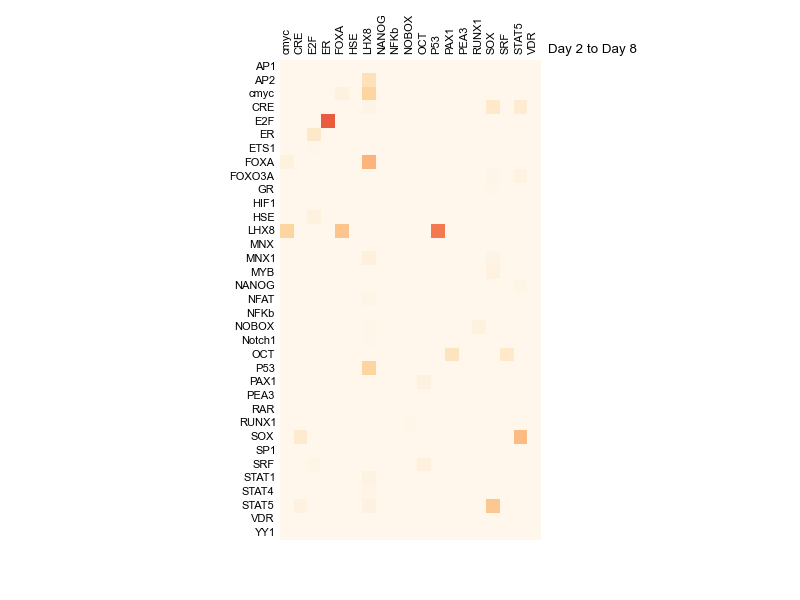 cmyc CRE E2F ER FOXA HSE LHX8 NANOG NFKb NOBOX OCT P53 PAX1 PEA3 RUNX1 SOX SRF STAT5 VDR
Day 2 to Day 8
AP1
AP2
cmyc
CRE
E2F
ER
ETS1
FOXA
FOXO3A
GR
HIF1
HSE
LHX8
MNX
MNX1
MYB
NANOG
NFAT
NFKb
NOBOX
Notch1
OCT
P53
PAX1
PEA3
RAR
RUNX1
SOX
SP1
SRF
STAT1
STAT4
STAT5
VDR
YY1